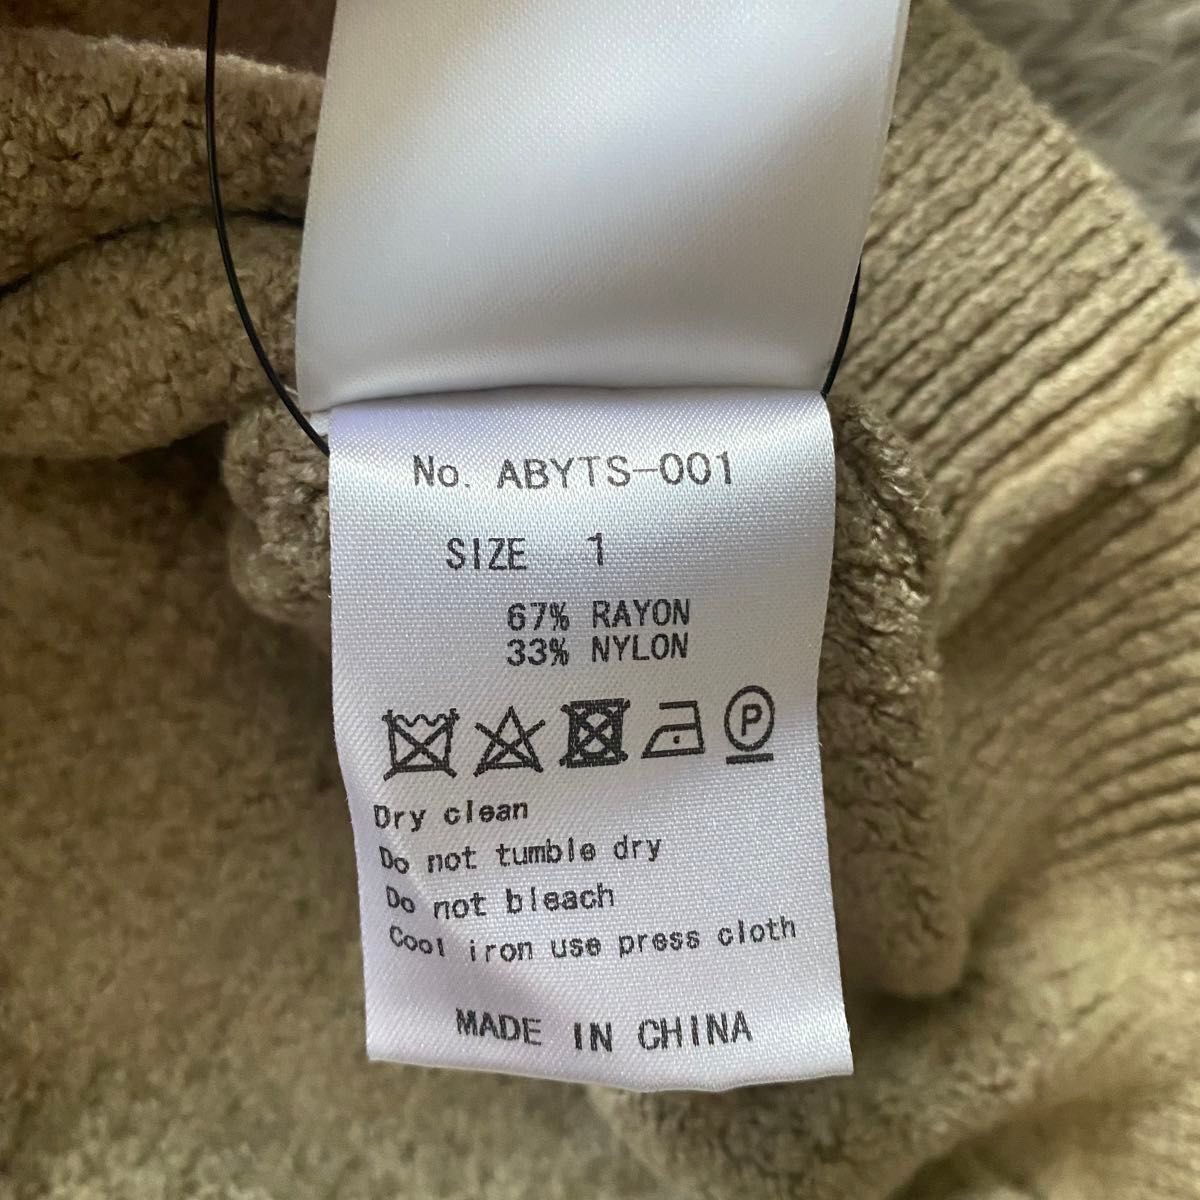 No. ABYTS-001
SIZE 1
67% RAYON
33% NYLON
P
Dry clean
Do not tumble dry
Do not bleach
Cool iron use press cloth
MADE IN CHINA